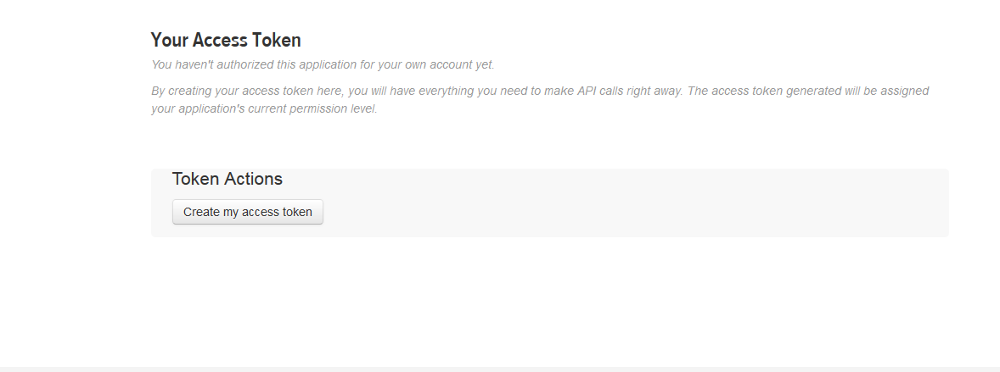 Your Access Token
You haven't authorized this application for your own account yet.
By creating your access token here, you will have everything you need to make API calls right away. The access token generated will be assigned
your application's current permission level.
Token Actions
Create my access token